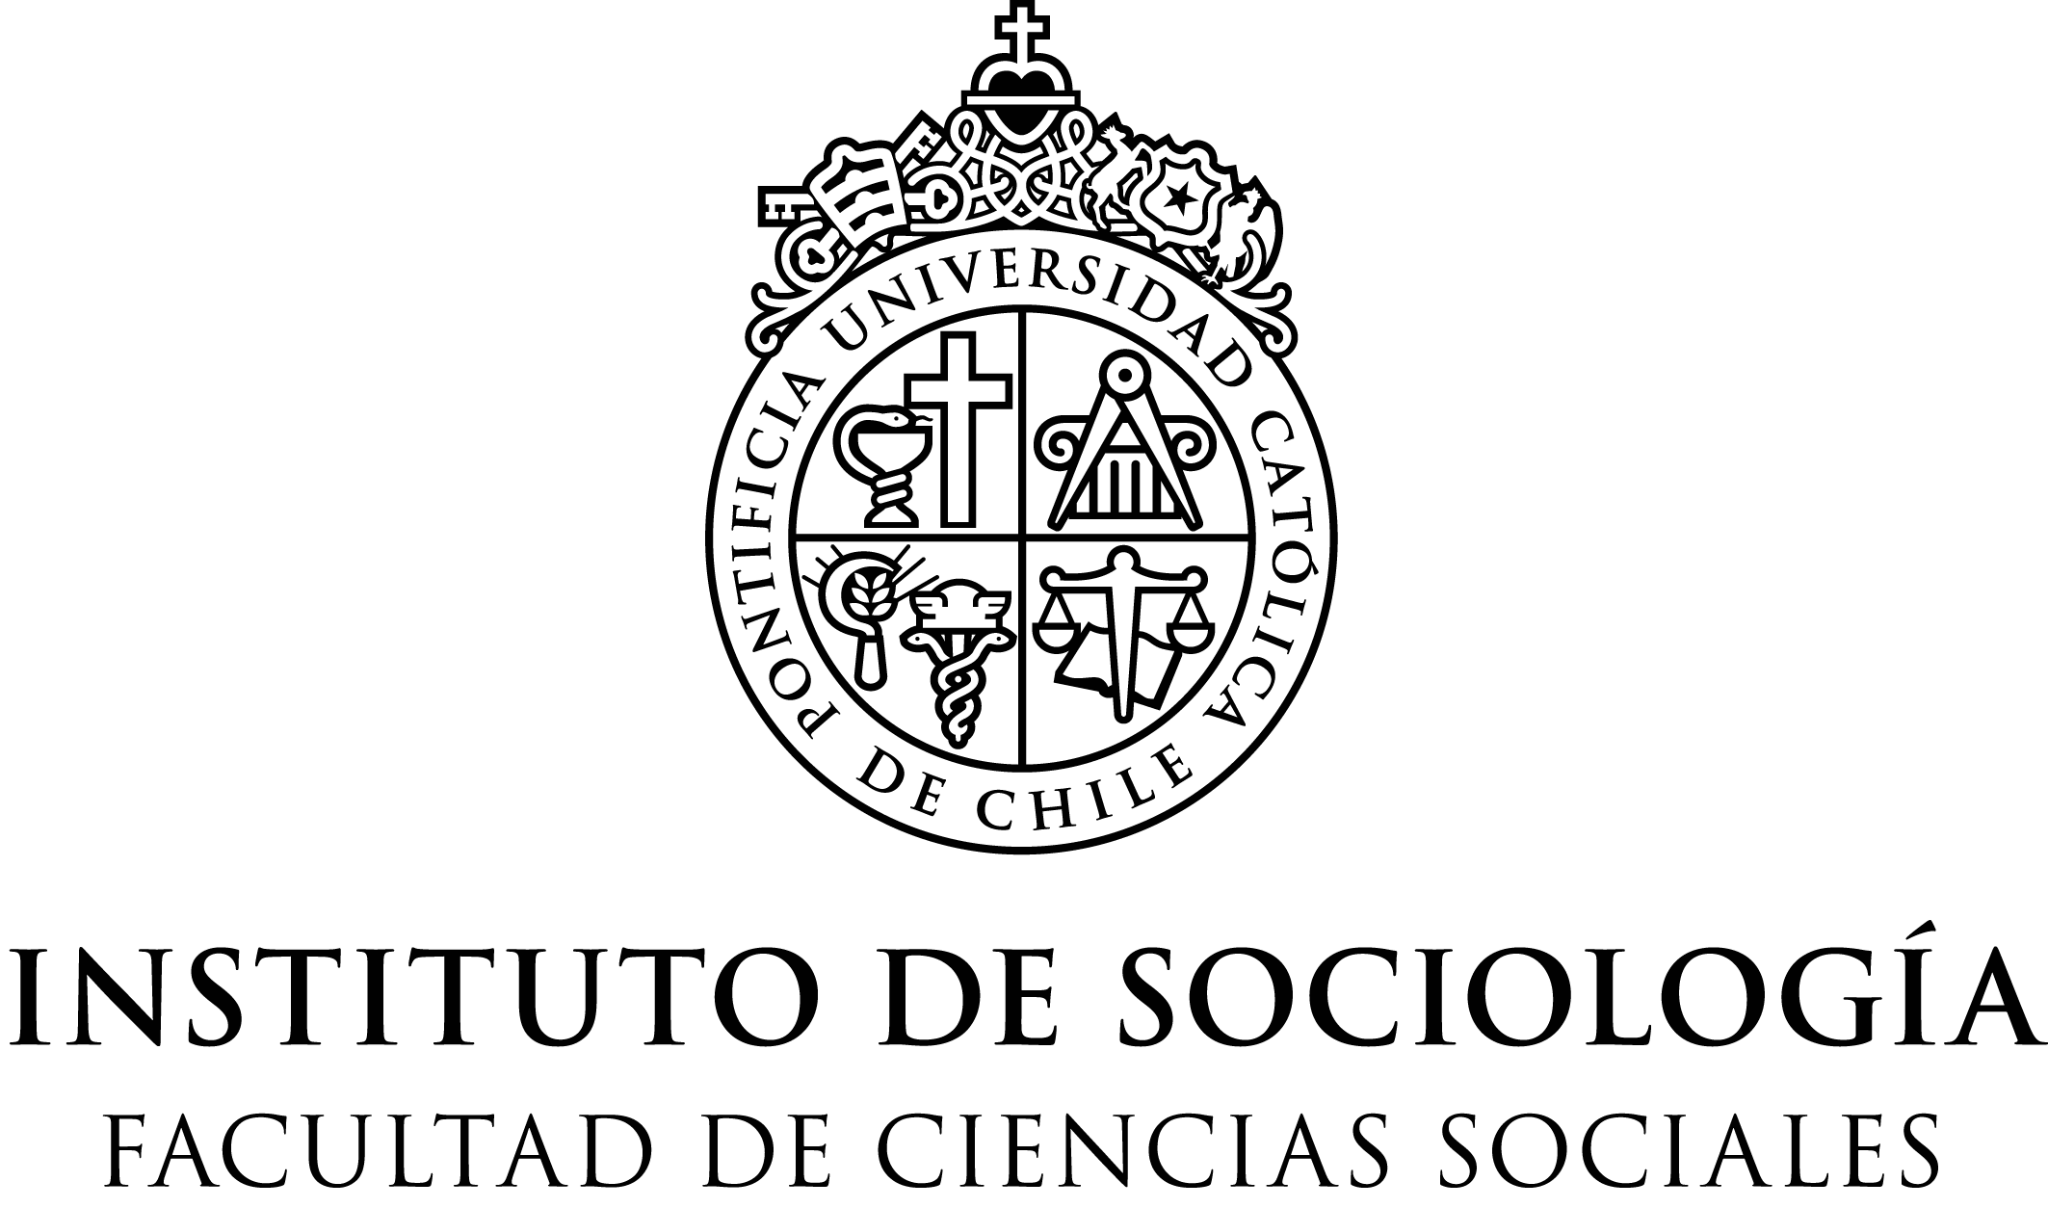 PONTIFICIA UNIVERSIDAD CATÓLICA DE CHILE
INSTITUTO DE SOCIOLOGÍA
FACULTAD DE CIENCIAS SOCIALES